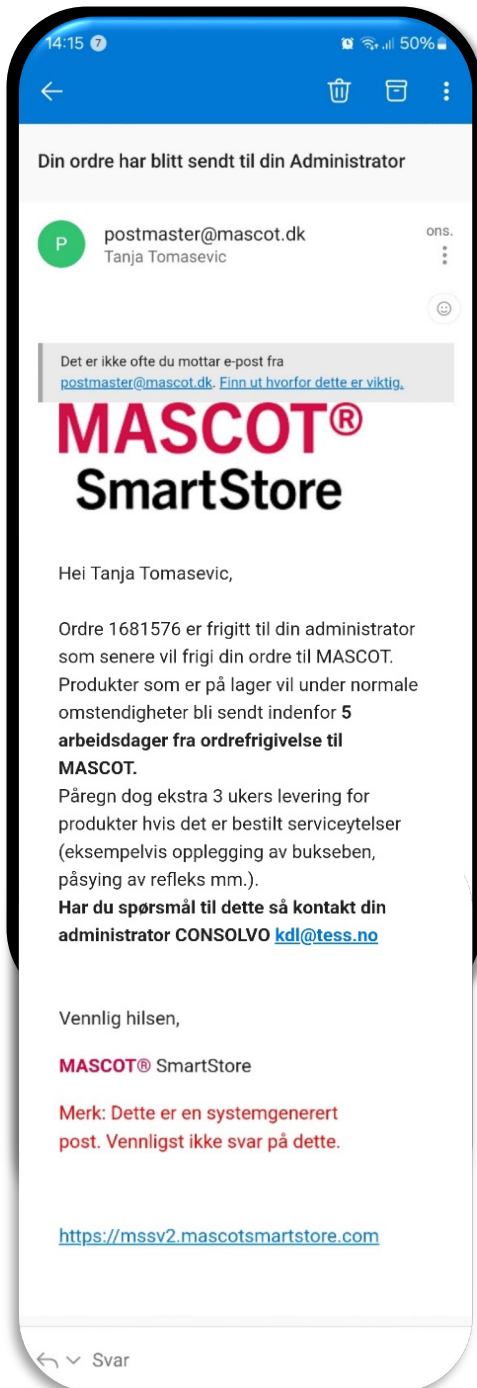 14:15 7 50%
Din ordre har blitt sendt til din Administrator
P postmaster@mascot.dk ons.
Tanja Tomasevic
Det er ikke ofte du mottar e-post fra
postmaster@mascot.dk. Finn ut hvorfor dette er viktig.
MASCOT®
SmartStore
Hei Tanja Tomasevic,
Ordre 1681576 er frigitt til din administrator
som senere vil frigi din ordre til MASCOT.
Produkter som er på lager vil under normale
omstendigheter bli sendt indenfor 5
arbeidsdager fra ordrefrigivelse til
MASCOT.
Påregn dog ekstra 3 ukers levering for
produkter hvis det er bestilt serviceytelser
(eksempelvis opplegging av bukseben,
påsying av refleks mm.).
Har du spørsmål til dette så kontakt din
administrator CONSOLVO kdl@tess.no
Vennlig hilsen,
MASCOT® SmartStore
Merk: Dette er en systemgenerert
post. Vennligst ikke svar på dette.
https://mssv2.mascotsmartstore.com
Svar